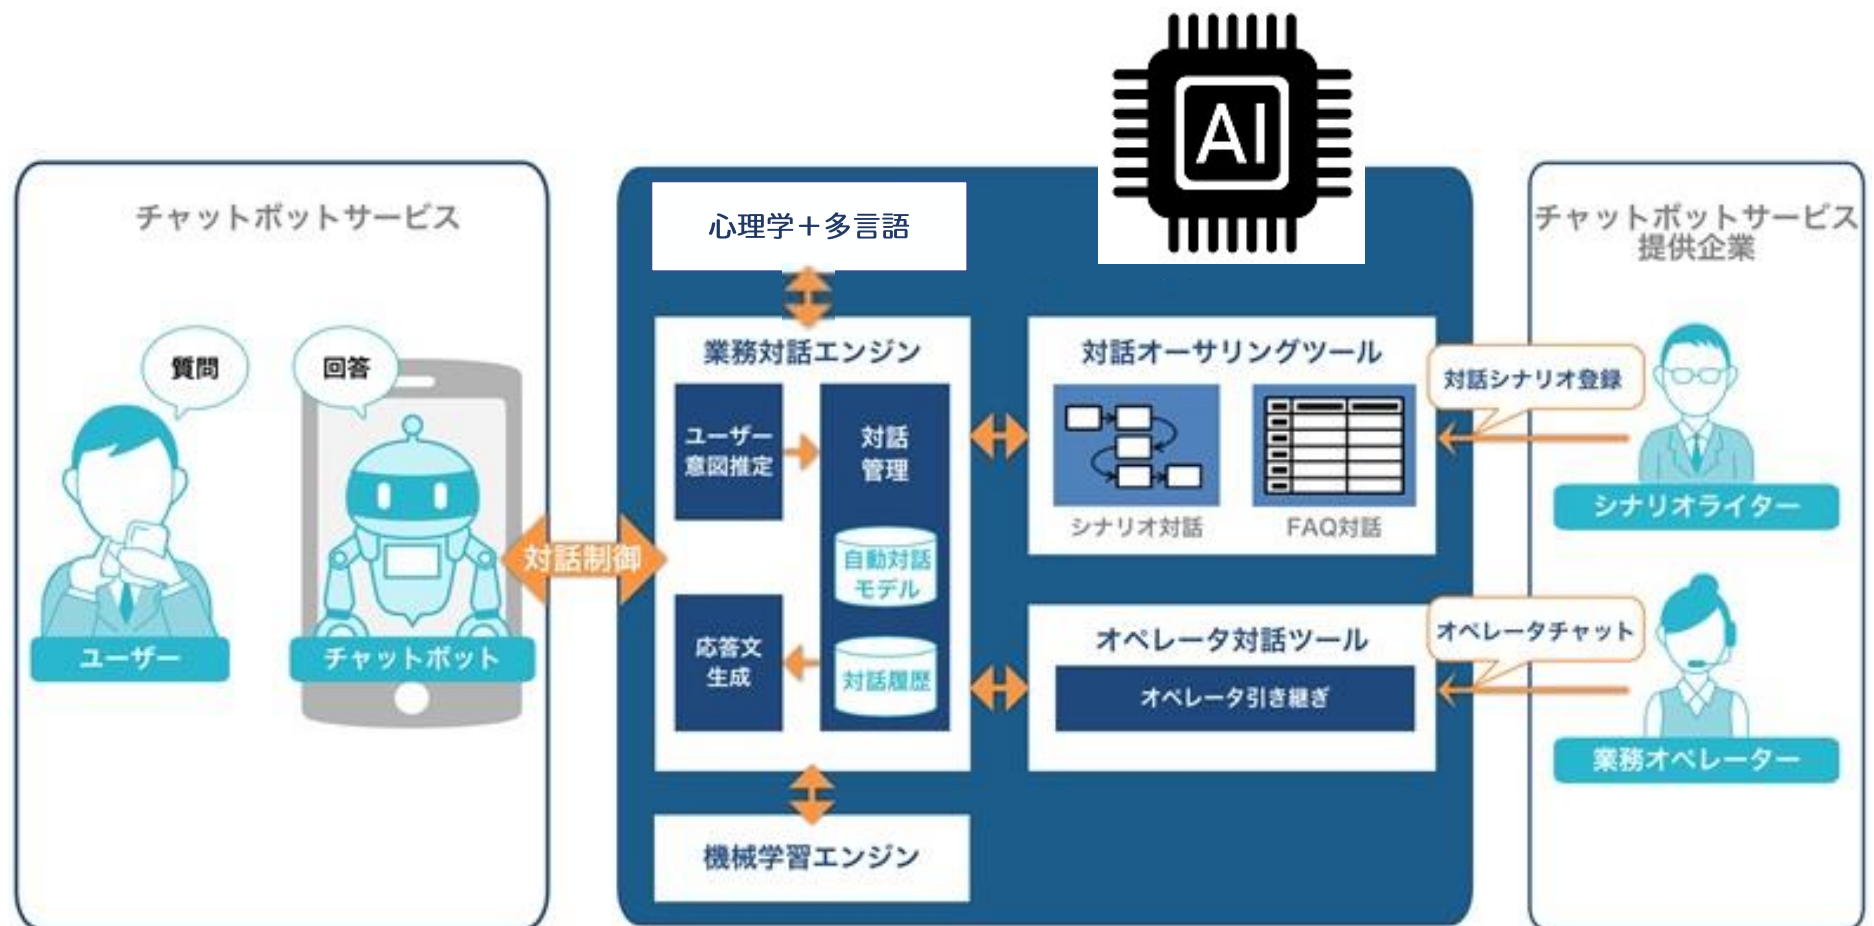 AI
チャットボットサービス
質問
回答
ユーザー
チャットボット
対話制御
心理学＋多言語
業務対話エンジン
ユーザー
意図推定
対話
管理
自動対話
モデル
応答文
生成
対話履歴
機械学習エンジン
対話オーサリングツール
シナリオ対話
FAQ対話
オペレータ対話ツール
オペレータ引き継ぎ
チャットボットサービス
提供企業
対話シナリオ登録
シナリオライター
オペレータチャット
業務オペレーター